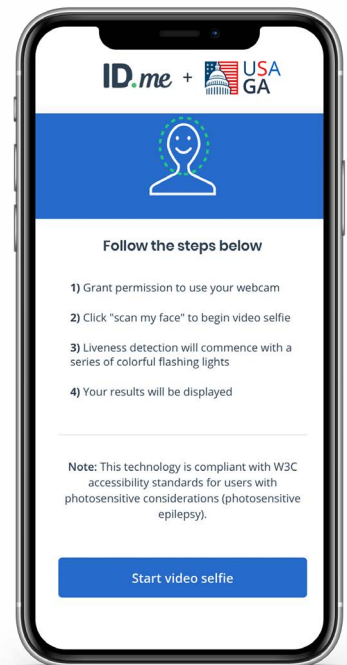 ID.me + USA
GA
Follow the steps below
1) Grant permission to use your webcam
2) Click "scan my face" to begin video selfie
3) Liveness detection will commence with a
series of colorful flashing lights
4) Your results will be displayed
Note: This technology is compliant with W3C
accessibility standards for users with
photosensitive considerations (photosensitive
epilepsy).
Start video selfie